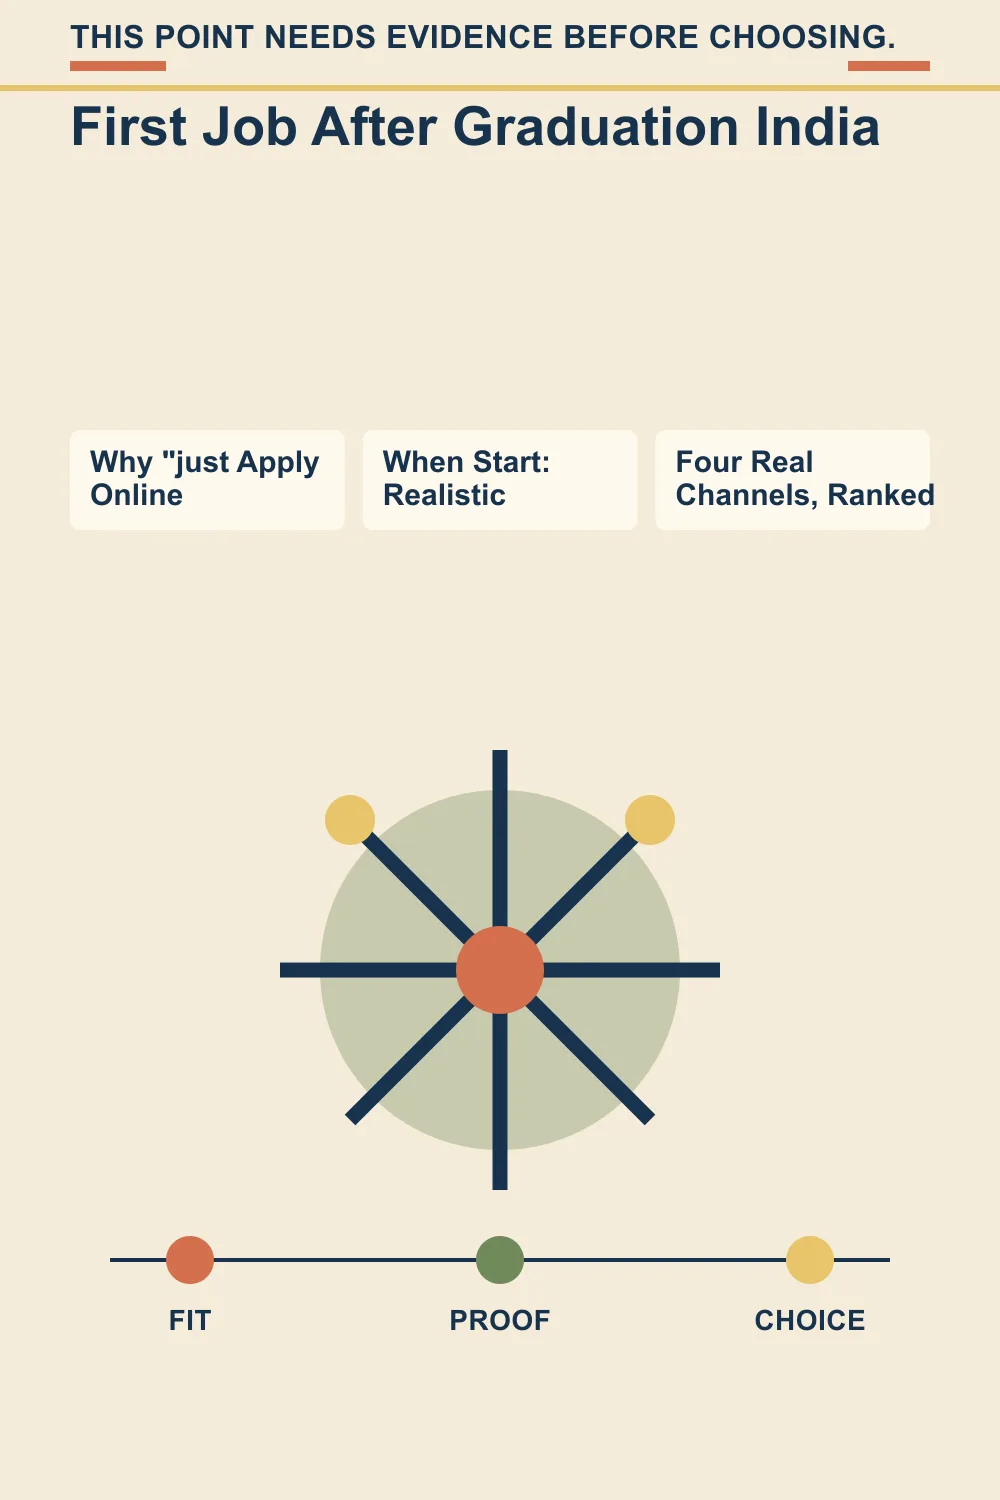 THIS POINT NEEDS EVIDENCE BEFORE CHOOSING.
First Job After Graduation India
Why "just Apply
Online
When Start:
Realistic
Four Real
Channels, Ranked
FIT
PROOF
CHOICE